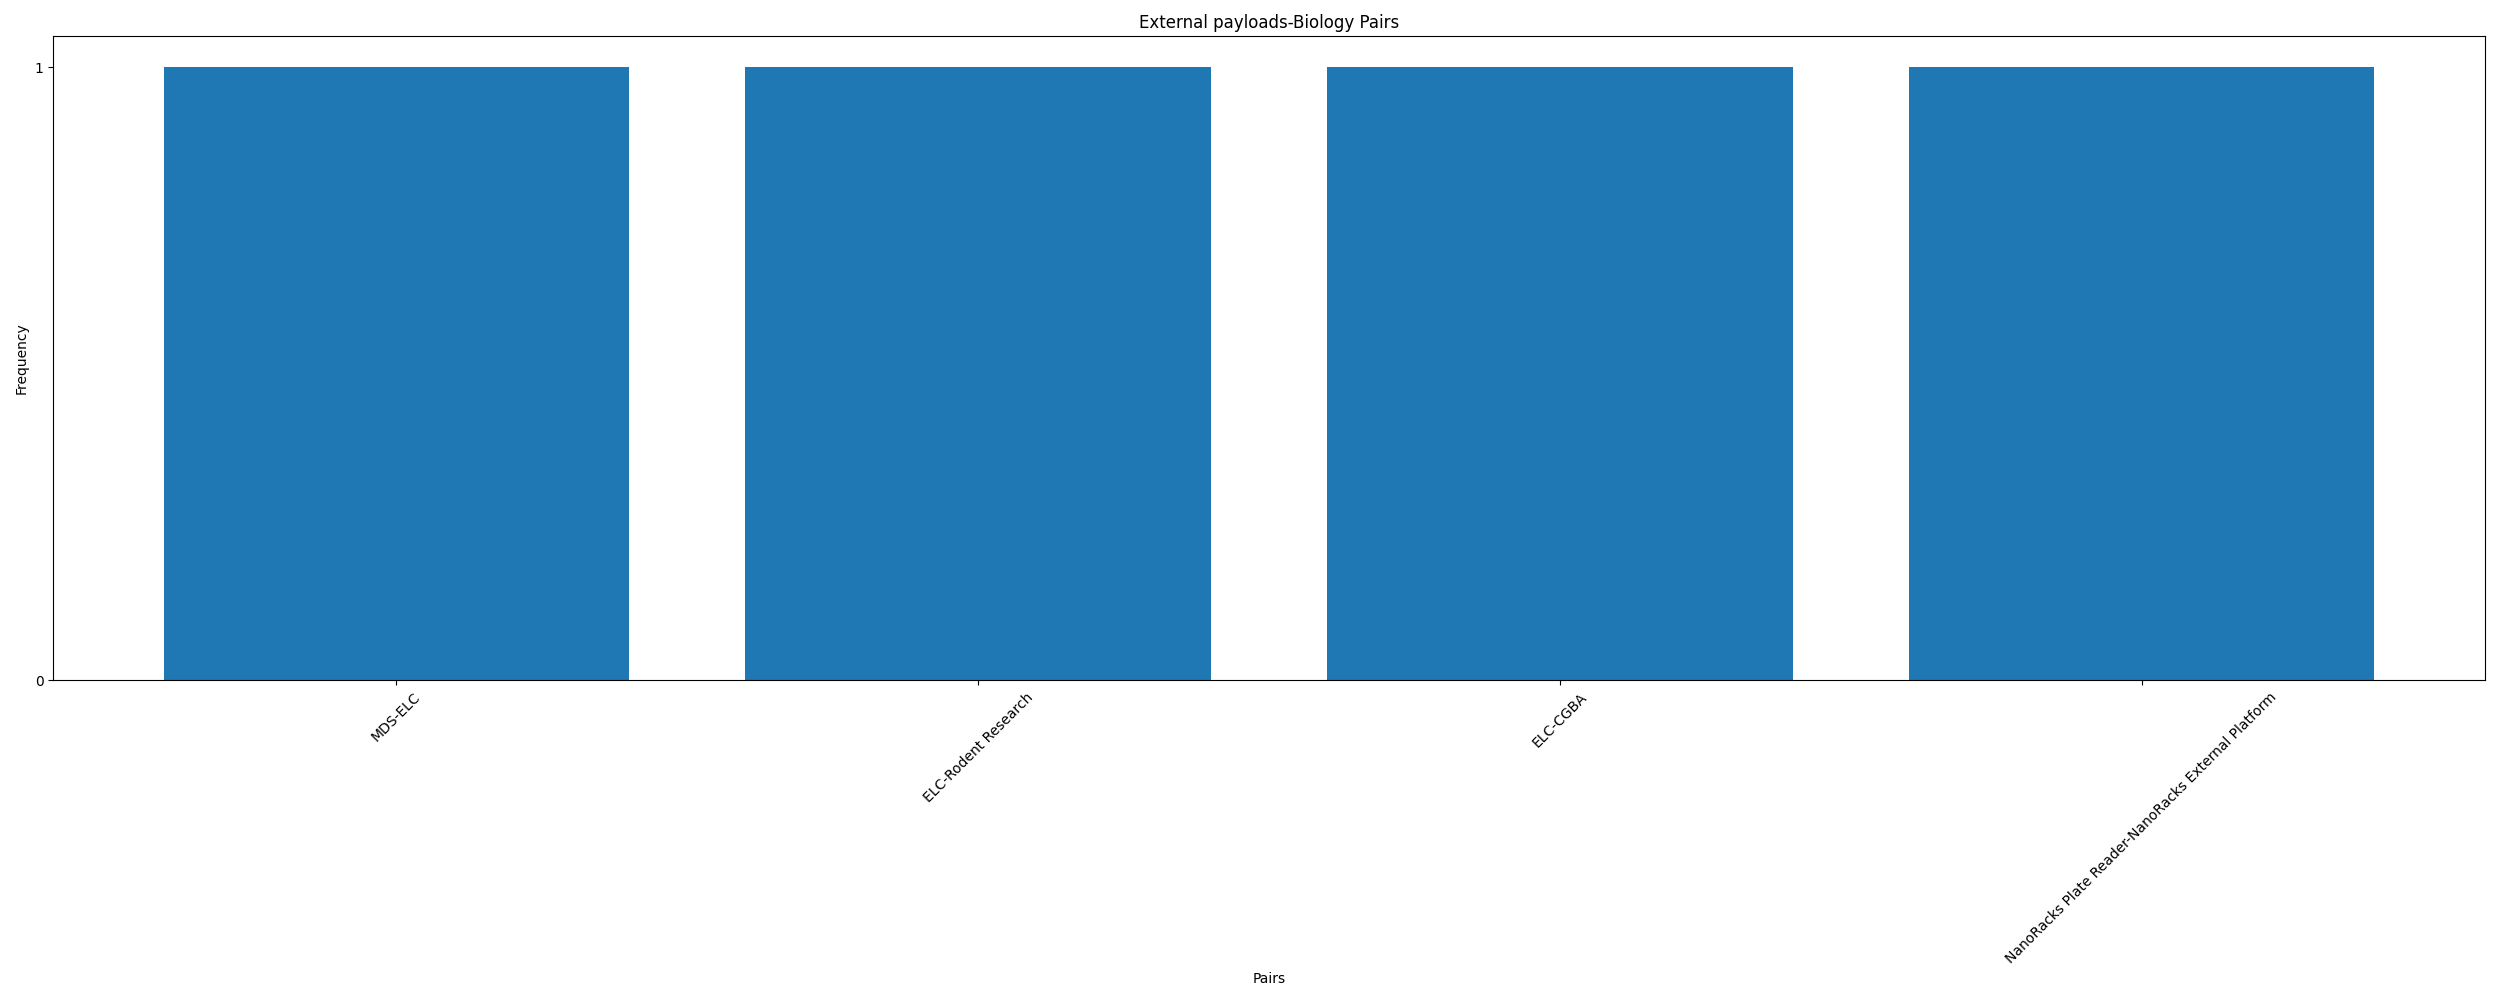 External payloads-Biology Pairs
Frequency
1
0
MDS-ELC
ELC-Rodent Research
ELC-CGBA
NanoRacks Plate Reader-NanoRacks External Platform
Pairs